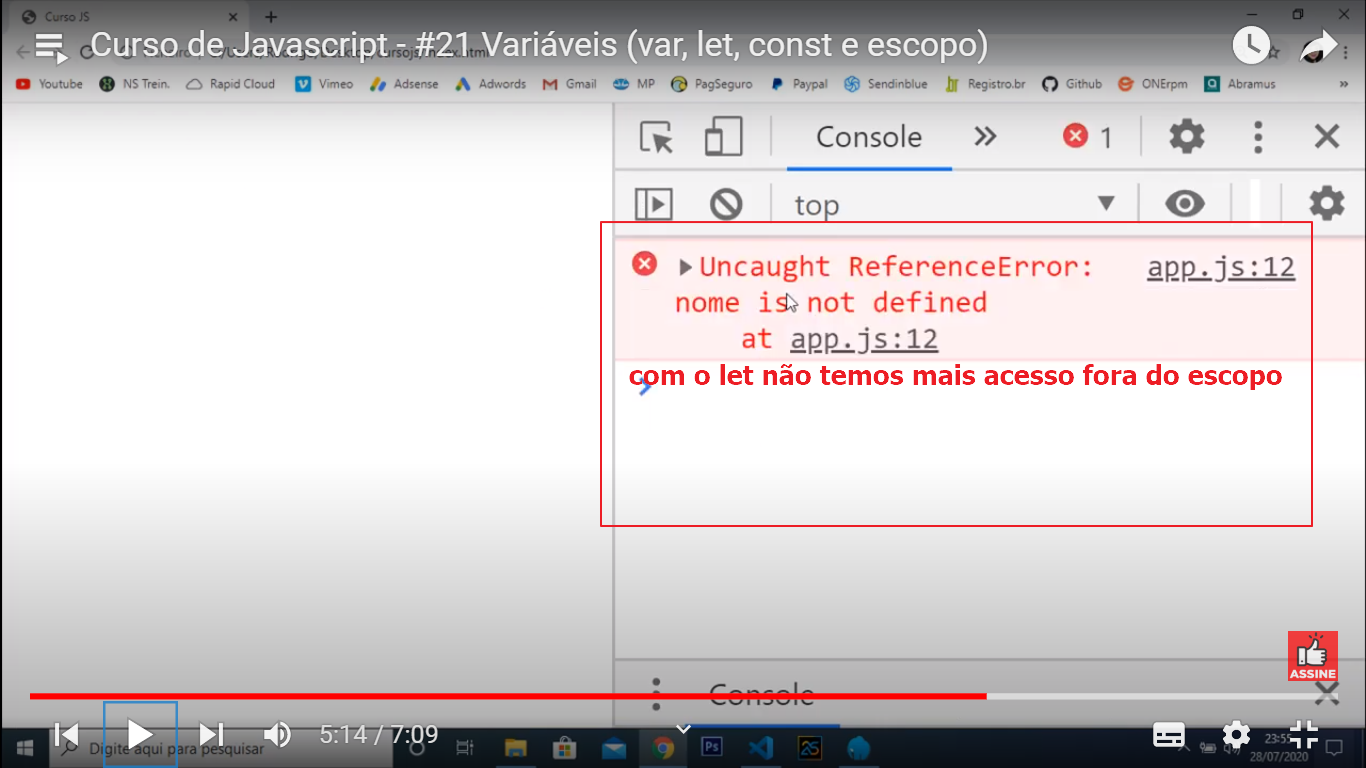 Curso JS
Curso de Javascript - #21 Variáveis (var, let, const e escopo)
Youtube NS Trein. Rapid Cloud Vimeo Adsense Adwords Gmail MP PagSeguro Paypal Sendinblue Registro.br Github ONErpm Abramus »
Console » 1
top
Uncaught ReferenceError: app.js:12
nome is not defined
at app.js:12
com o let não temos mais acesso fora do escopo
ASSINE
Console
5:14 / 7:09
Digite aqui para pesquisar
Ps
28/07/2020